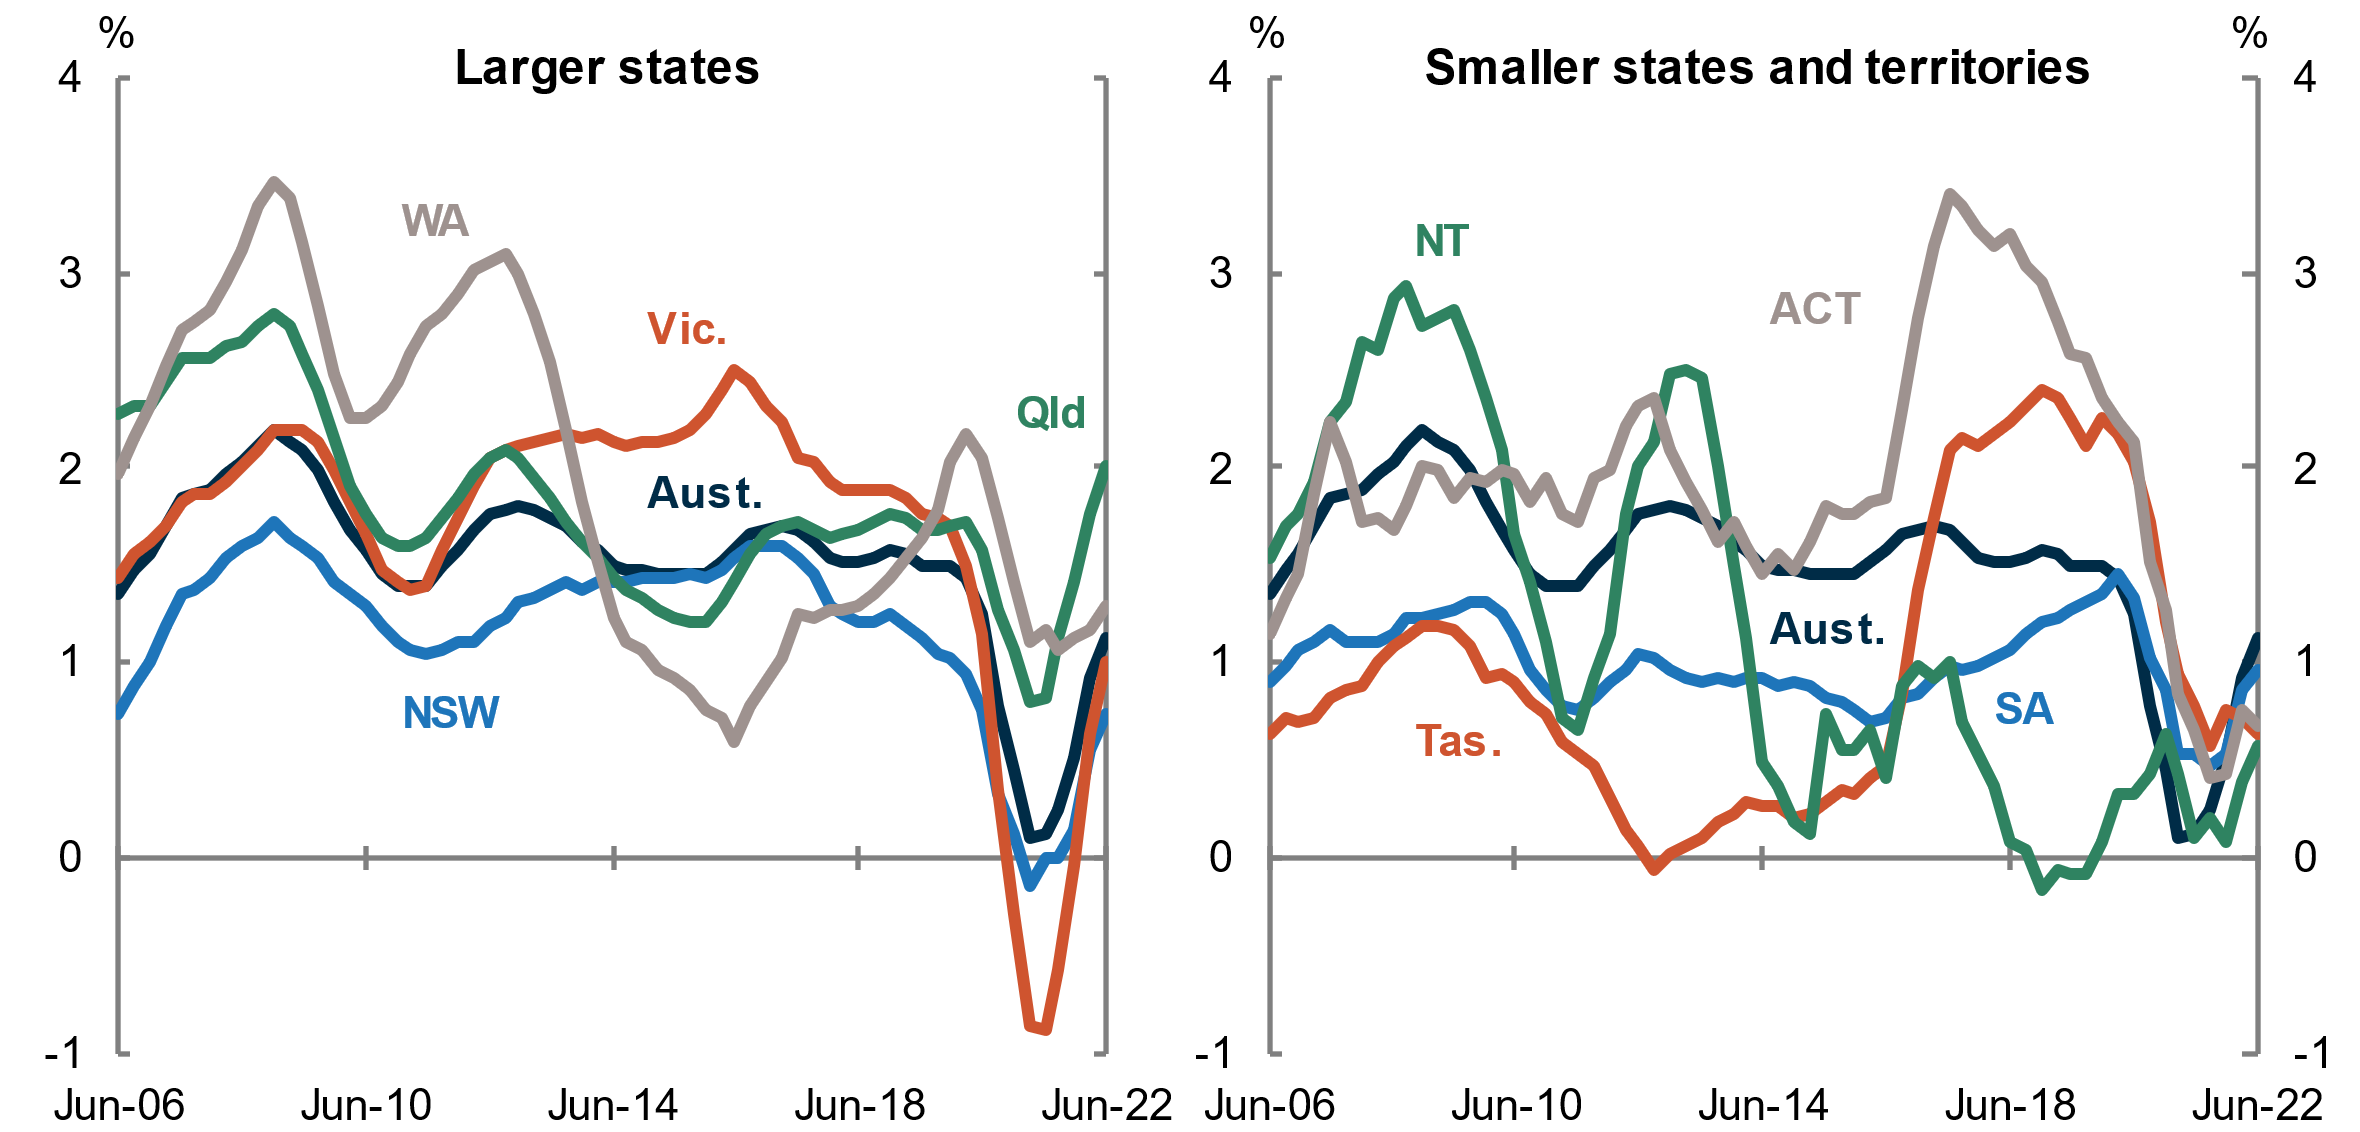 %
%
%
Larger states
Smaller states and territories
4
4
4
WA
NT
3
3
3
ACT
Vic.
Qld
2
Aust.
2
2
Aust.
1
NSW
1
SA
1
Tas.
0
0
0
-1
-1
-1
Jun-06
Jun-10
Jun-14
Jun-18
Jun-22
Jun-06
Jun-10
Jun-14
Jun-18
Jun-22